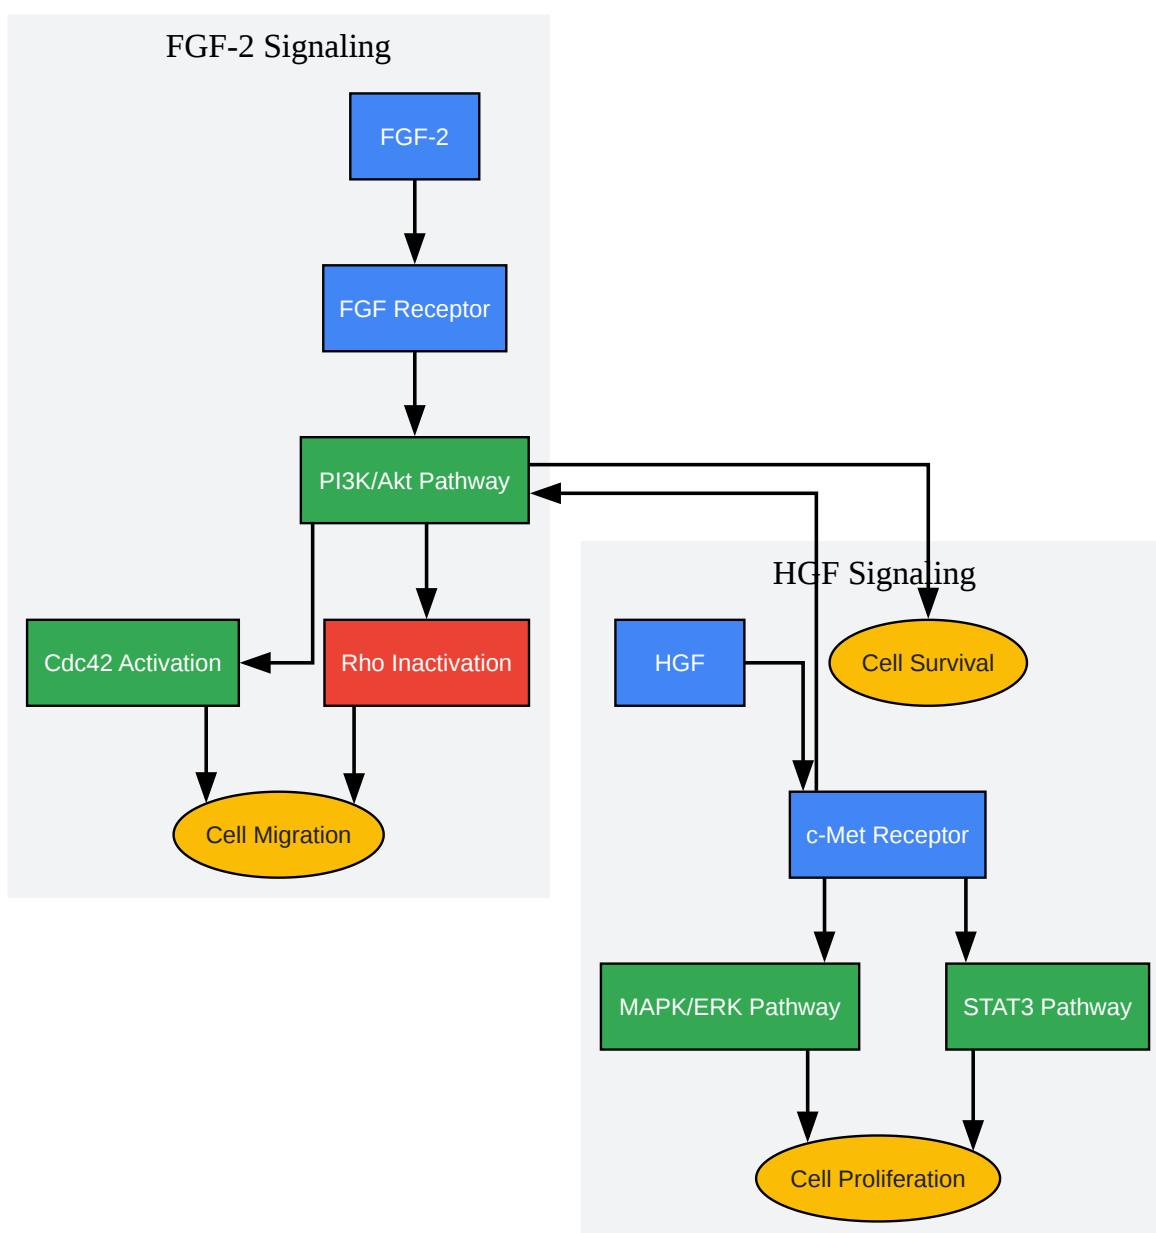 FGF-2 Signaling
FGF-2
FGF Receptor
PI3K/Akt Pathway
Cdc42 Activation
Rho Inactivation
Cell Migration
HGF Signaling
HGF
Cell Survival
c-Met Receptor
MAPK/ERK Pathway
STAT3 Pathway
Cell Proliferation